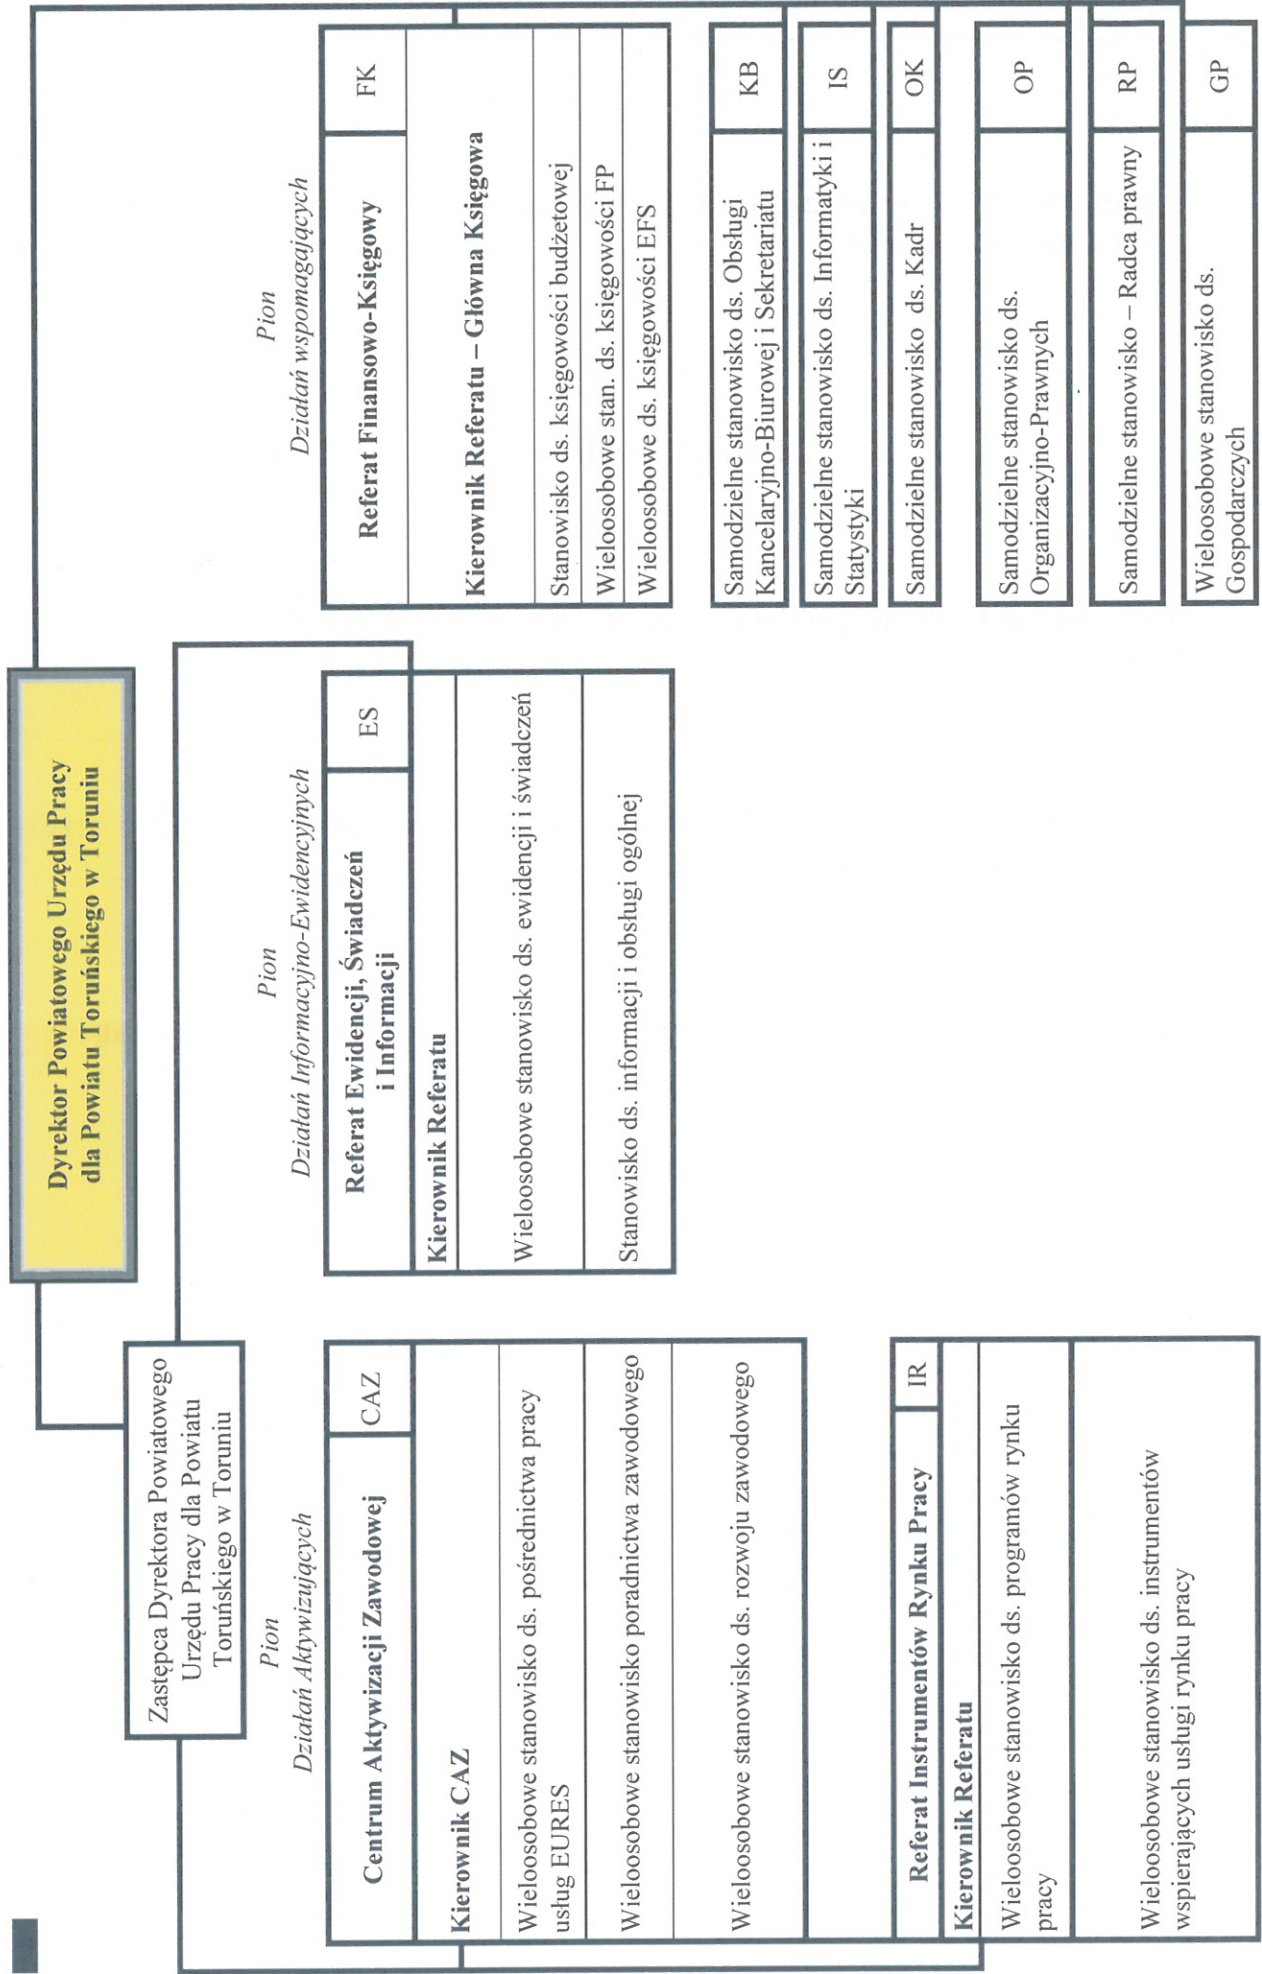 Dyrektor Powiatowego Urzędu Pracy
dla Powiatu Toruńskiego w Toruniu
Zastępca Dyrektora Powiatowego
Urzędu Pracy dla Powiatu
Toruńskiego w Toruniu
Pion
Działań Aktywizujących
Centrum Aktywizacji Zawodowej
CAZ
Kierownik CAZ
Wieloosobowe stanowisko ds. pośrednictwa pracy
usług EURES
Wieloosobowe stanowisko poradnictwa zawodowego
Wieloosobowe stanowisko ds. rozwoju zawodowego
Referat Instrumentów Rynku Pracy
IR
Kierownik Referatu
Wieloosobowe stanowisko ds. programów rynku
pracy
Wieloosobowe stanowisko ds. instrumentów
wspierających usługi rynku pracy
Pion
Działań Informacyjno-Ewidencyjnych
Referat Ewidencji, Świadczeń
i Informacji
ES
Kierownik Referatu
Wieloosobowe stanowisko ds. ewidencji i świadczeń
Stanowisko ds. informacji i obsługi ogólnej
Pion
Działań wspomagających
Referat Finansowo-Księgowy
FK
Kierownik Referatu – Główna Księgowa
Stanowisko ds. księgowości budżetowej
Wieloosobowe stan. ds. księgowości FP
Wieloosobowe ds. księgowości EFS
Samodzielne stanowisko ds. Obsługi
Kancelaryjno-Biurowej i Sekretariatu
KB
Samodzielne stanowisko ds. Informatyki i
Statystyki
IS
Samodzielne stanowisko ds. Kadr
OK
Samodzielne stanowisko ds.
Organizacyjno-Prawnych
OP
Samodzielne stanowisko – Radca prawny
RP
Wieloosobowe stanowisko ds.
Gospodarczych
GP